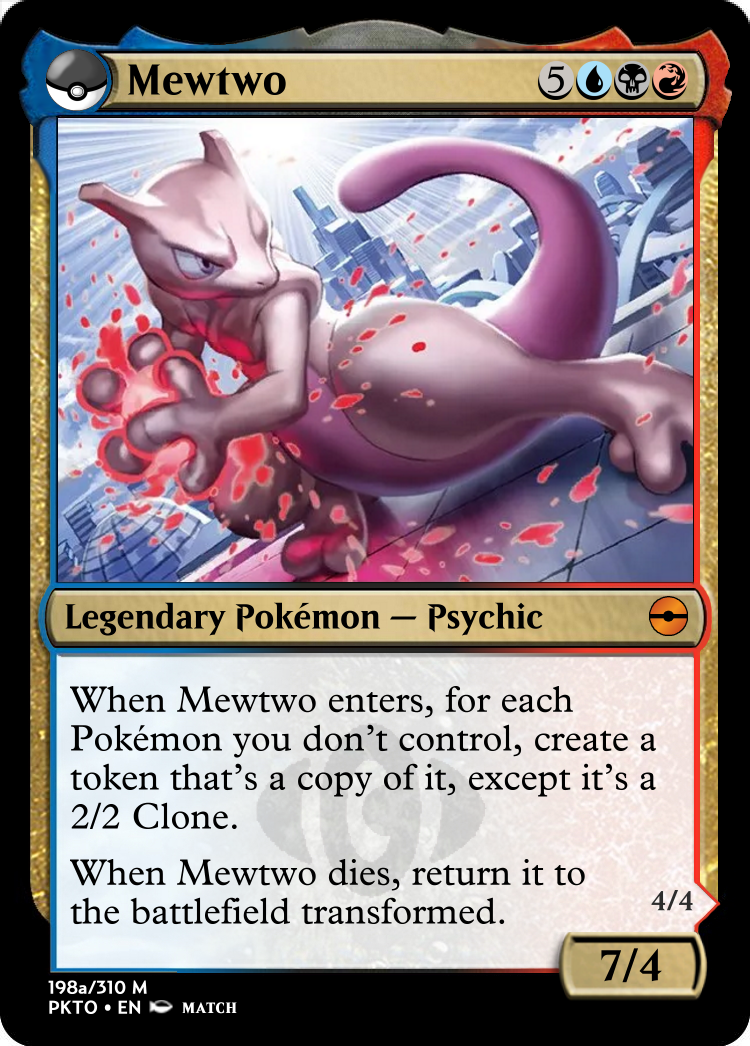 Mewtwo 5
Legendary Pokémon — Psychic
When Mewtwo enters, for each
Pokémon you don't control, create a
token that's a copy of it, except it's a
2/2 Clone.
When Mewtwo dies, return it to
the battlefield transformed.
4/4
7/4
198a/310 M
PKTO • EN MATCH